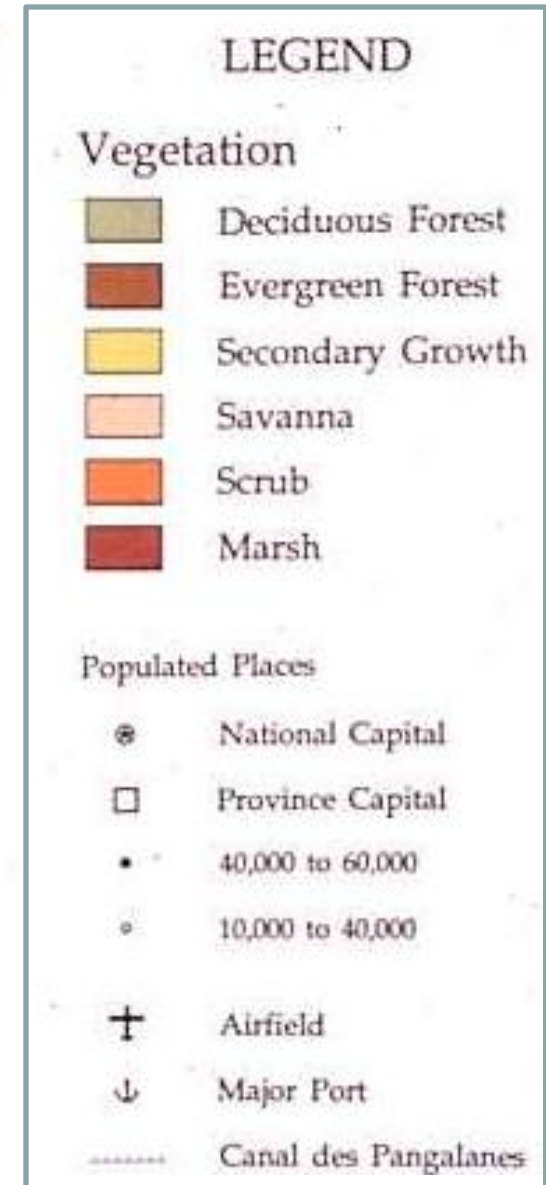 LEGEND
Vegetation
Deciduous Forest
Evergreen Forest
Secondary Growth
Savanna
Scrub
Marsh
Populated Places
National Capital
Province Capital
40,000 to 60,000
10,000 to 40,000
Airfield
Major Port
Canal des Pangalanes